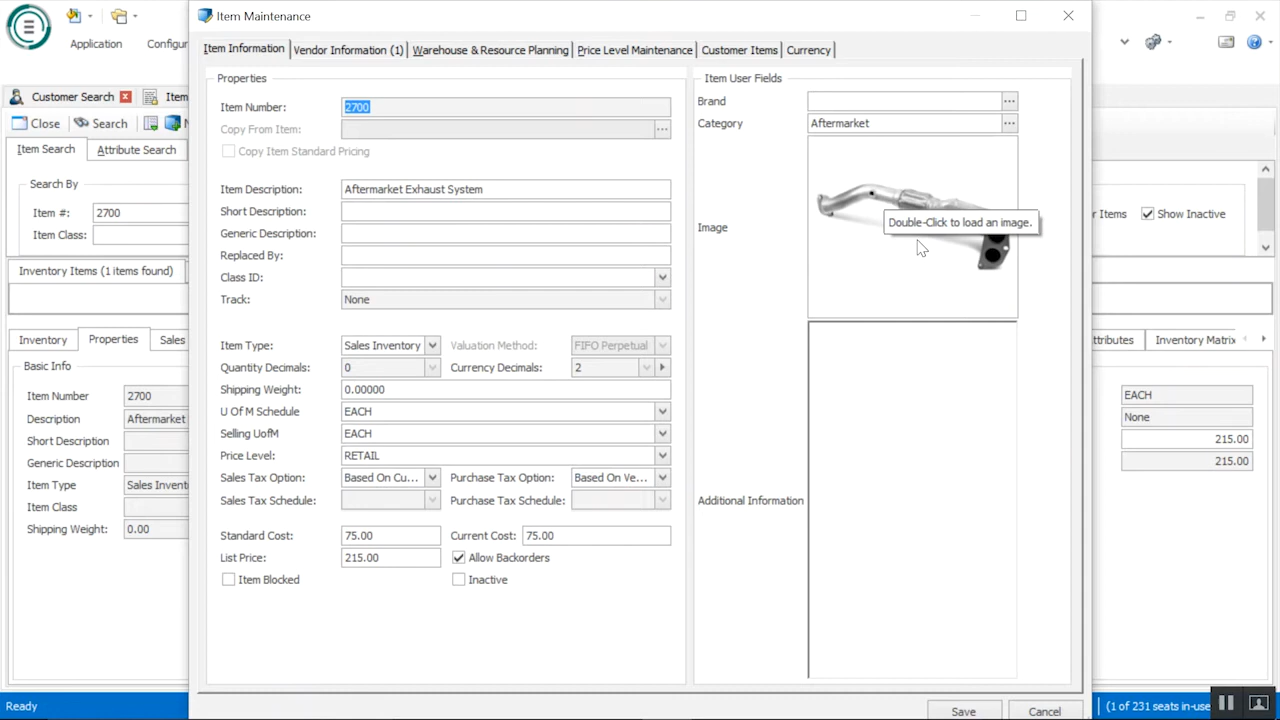 Item Maintenance
Application
Configur
Customer Search
Item
Close
Search
Item Search
Attribute Search
Search By
Item #: 2700
Item Class:
Items
Show Inactive
Inventory Items (1 items found)
Inventory
Properties
Sales
Basic Info
Item Number 2700
Description Aftermarket
Short Description
Generic Description
Item Type Sales Invent
Item Class
Shipping Weight: 0.00
Item Information
Vendor Information (1)
Warehouse & Resource Planning
Price Level Maintenance
Customer Items
Currency
Properties
Item Number: 2700
Copy From Item:
Copy Item Standard Pricing
Item Description: Aftermarket Exhaust System
Short Description:
Generic Description:
Replaced By:
Class ID:
Track: None
Item Type: Sales Inventory Valuation Method: FIFO Perpetual
Quantity Decimals: 0 Currency Decimals: 2
Shipping Weight: 0.00000
U Of M Schedule EACH
Selling UofM EACH
Price Level: RETAIL
Sales Tax Option: Based On Cu... Purchase Tax Option: Based On Ve...
Sales Tax Schedule: Purchase Tax Schedule:
Standard Cost: 75.00 Current Cost: 75.00
List Price: 215.00 Allow Backorders
Item Blocked Inactive
Item User Fields
Brand
Category Aftermarket
Image
Double-Click to load an image.
Additional Information
Save
Cancel
ttributes
Inventory Matrix
EACH
None
215.00
215.00
Ready
(1 of 231 seats in-use